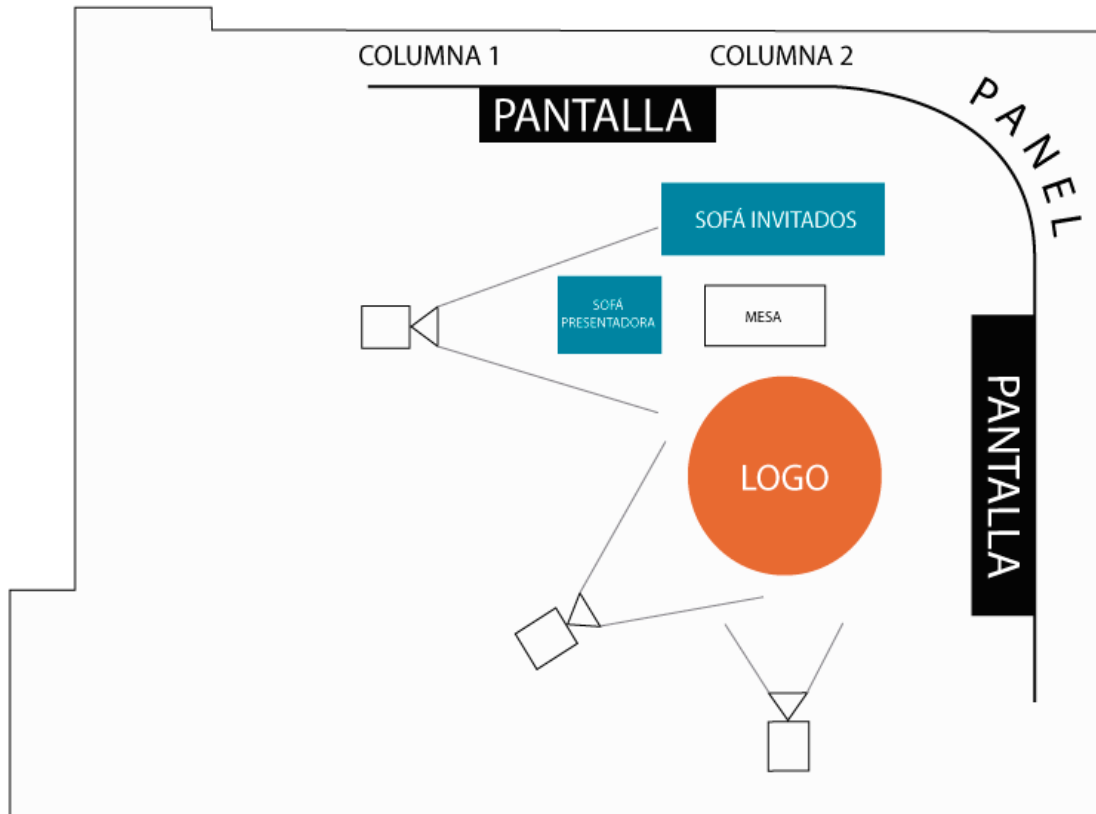 COLUMNA 1
COLUMNA 2
PANTALLA
PANEL
SOFÁ INVITADOS
SOFÁ
PRESENTADORA
MESA
PANTALLA
LOGO